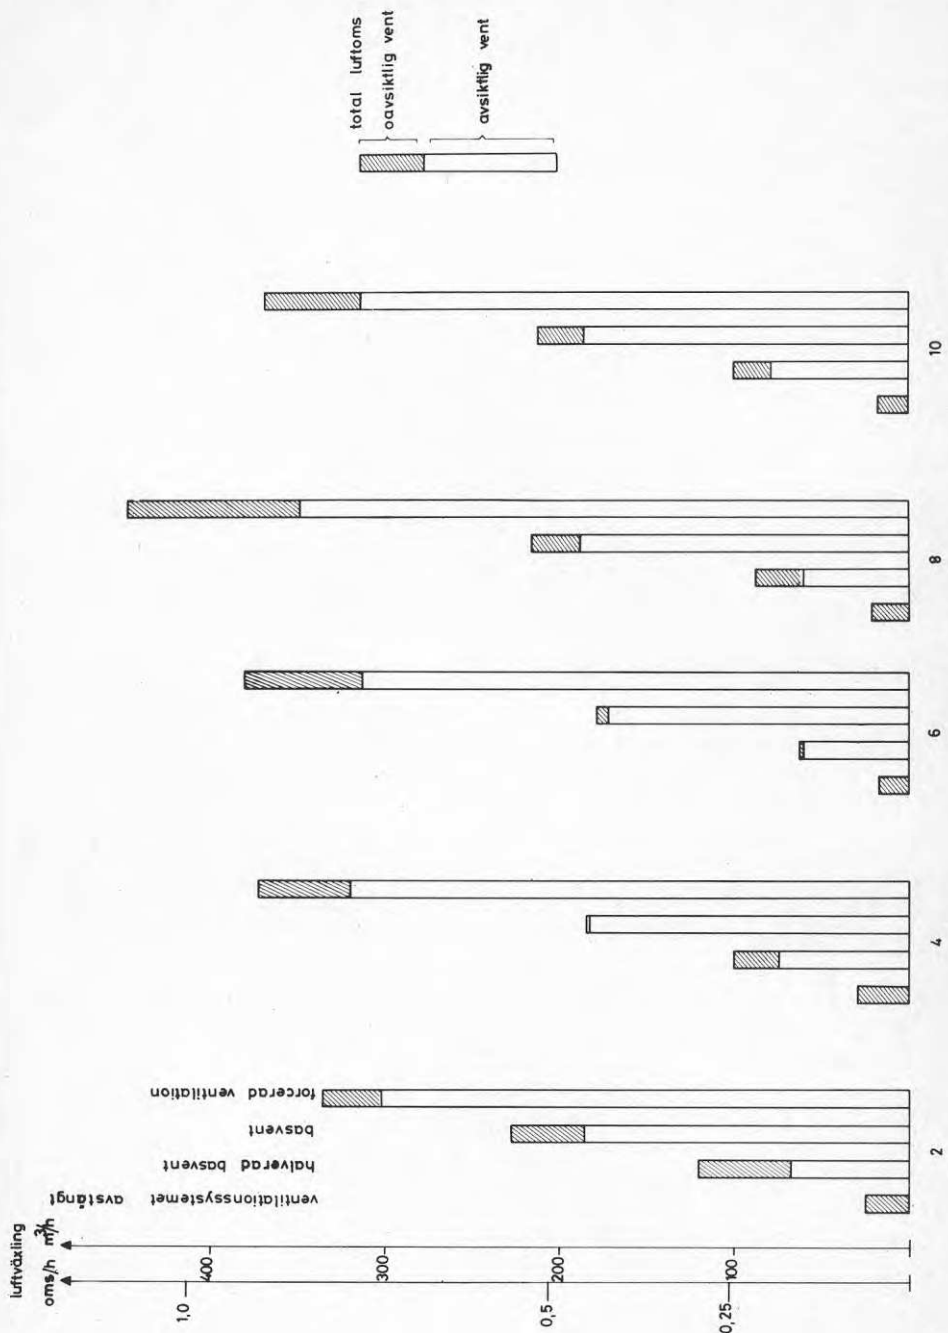 total luftoms
oavsiktlig vent
avsiktlig vent
forcerad ventilation
basvent
halverad basvent
ventilationssystemet avstängt
luftväxling
oms/h m³/h
1,0
0,5
0,25
400
300
200
100
2
4
6
8
10